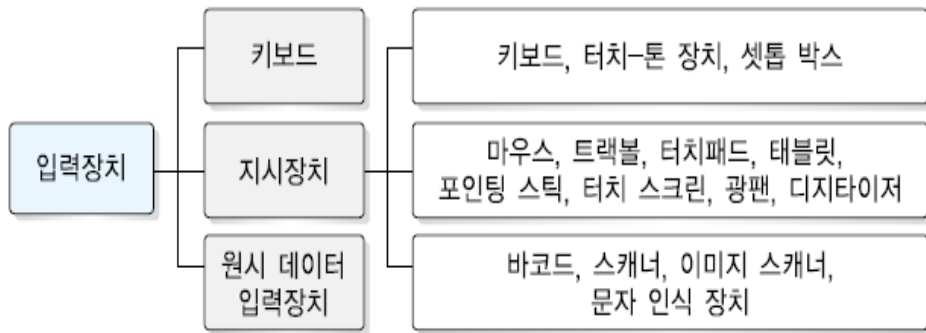 입력장치
키보드
키보드, 터치-톤 장치, 셋톱 박스
지시장치
마우스, 트랙볼, 터치패드, 태블릿,
포인팅 스틱, 터치 스크린, 광팬, 디지타이저
원시 데이터
입력장치
바코드, 스캐너, 이미지 스캐너,
문자 인식 장치